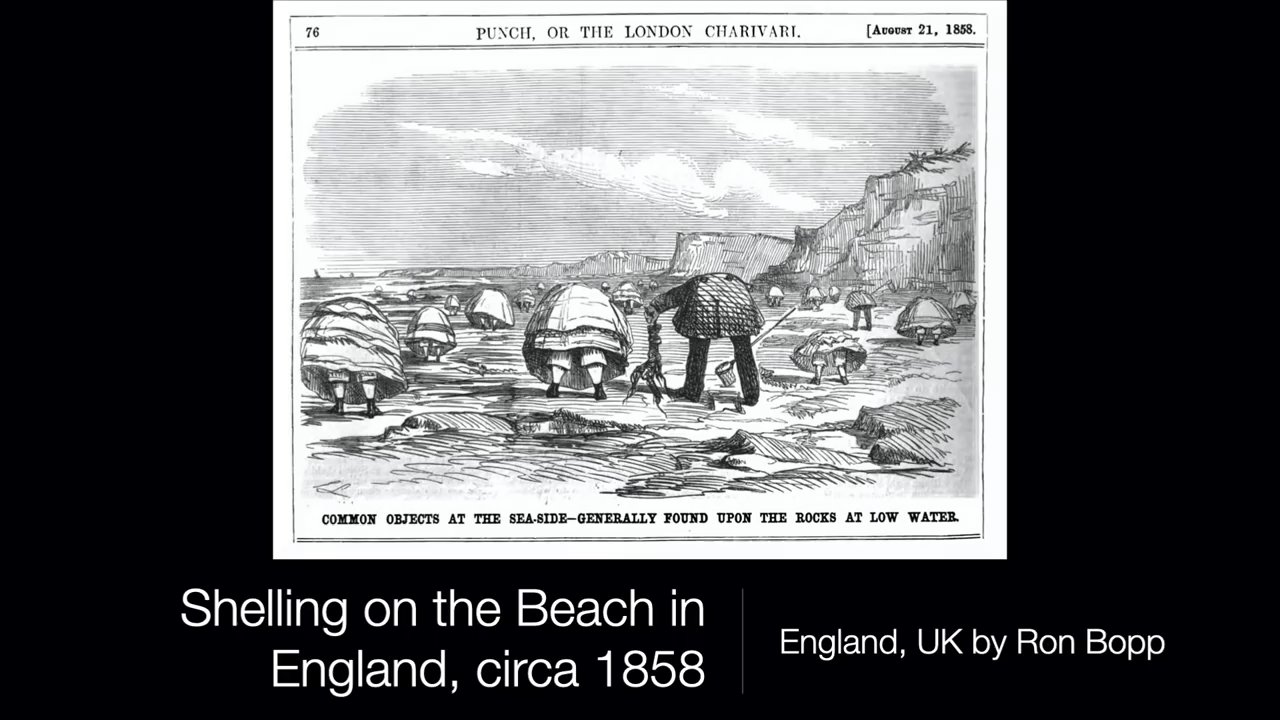 76 PUNCH, OR THE LONDON CHARIVARI. [AUGUST 21, 1858.
COMMON OBJECTS AT THE SEA-SIDE—GENERALLY FOUND UPON THE ROCKS AT LOW WATER.
Shelling on the Beach in
England, circa 1858
England, UK by Ron Bopp